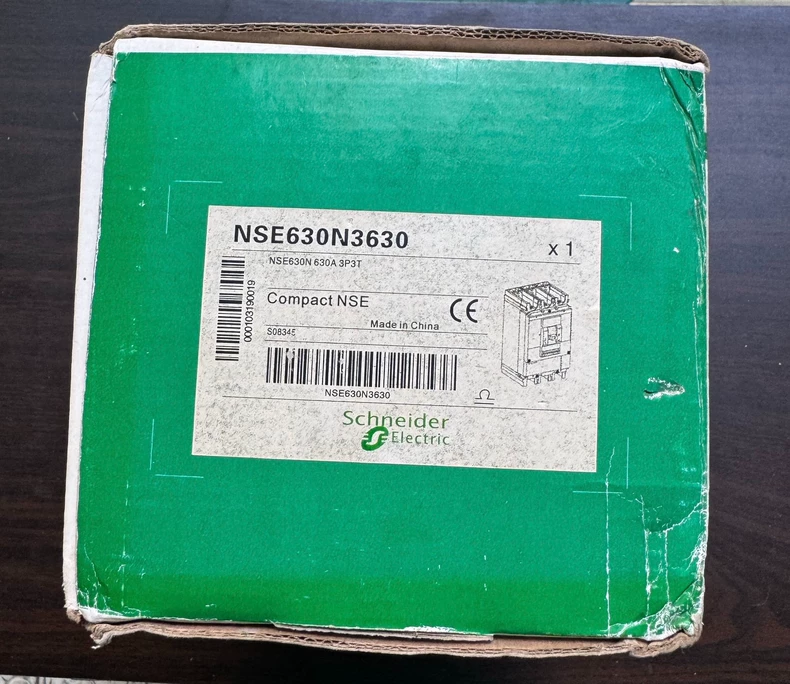 NSE630N3630
x 1
NSE630N 630A 3P3T
000103190019
Compact NSE
CE
Made in China
S08345
NSE630N3630
Schneider
Electric